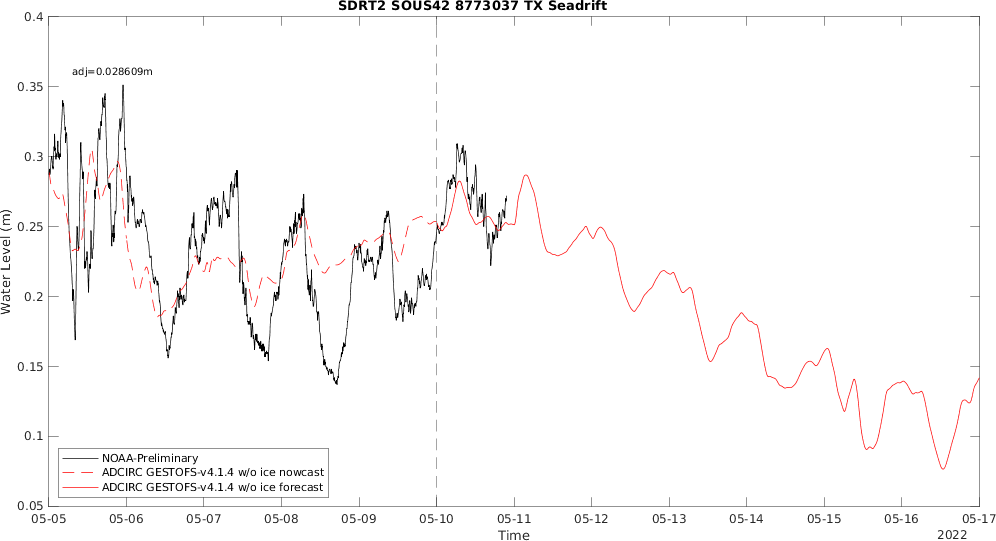 SDRT2 SOUS42 8773037 TX Seadrift
adj=0.028609m
0.4
0.35
0.3
0.25
0.2
0.15
0.1
0.05
Water Level (m)
NOAA-Preliminary
ADCIRC GESTOFS-v4.1.4 w/o ice nowcast
ADCIRC GESTOFS-v4.1.4 w/o ice forecast
05-05 05-06 05-07 05-08 05-09 05-10 05-11 05-12 05-13 05-14 05-15 05-16 05-17
Time
2022